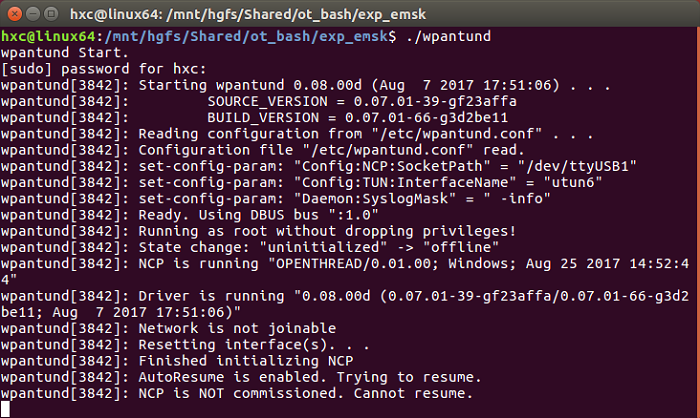 hxc@linux64: /mnt/hgfs/Shared/ot_bash/exp_emsk
hxc@linux64:/mnt/hgfs/Shared/ot_bash/exp_emsk$ ./wpantund
wpantund Start.
[sudo] password for hxc:
wpantund[3842]: Starting wpantund 0.08.00d (Aug  7 2017 17:51:06) . . .
wpantund[3842]:         SOURCE_VERSION = 0.07.01-39-gf23affa
wpantund[3842]:         BUILD_VERSION = 0.07.01-66-g3d2be11
wpantund[3842]: Reading configuration from "/etc/wpantund.conf" . . .
wpantund[3842]: Configuration file "/etc/wpantund.conf" read.
wpantund[3842]: set-config-param: "Config:NCP:SocketPath" = "/dev/ttyUSB1"
wpantund[3842]: set-config-param: "Config:TUN:InterfaceName" = "utun6"
wpantund[3842]: set-config-param: "Daemon:SyslogMask" = " -info"
wpantund[3842]: Ready. Using DBUS bus ":1.0"
wpantund[3842]: Running as root without dropping privileges!
wpantund[3842]: State change: "uninitialized" -> "offline"
wpantund[3842]: NCP is running "OPENTHREAD/0.01.00; Windows; Aug 25 2017 14:52:4
4"
wpantund[3842]: Driver is running "0.08.00d (0.07.01-39-gf23affa/0.07.01-66-g3d2
be11; Aug  7 2017 17:51:06)"
wpantund[3842]: Network is not joinable
wpantund[3842]: Resetting interface(s). . .
wpantund[3842]: Finished initializing NCP
wpantund[3842]: AutoResume is enabled. Trying to resume.
wpantund[3842]: NCP is NOT commissioned. Cannot resume.